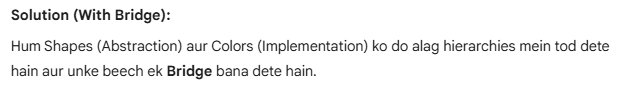 Solution (With Bridge):
Hum Shapes (Abstraction) aur Colors (Implementation) ko do alag hierarchies mein tod dete
hain aur unke beech ek Bridge bana dete hain.